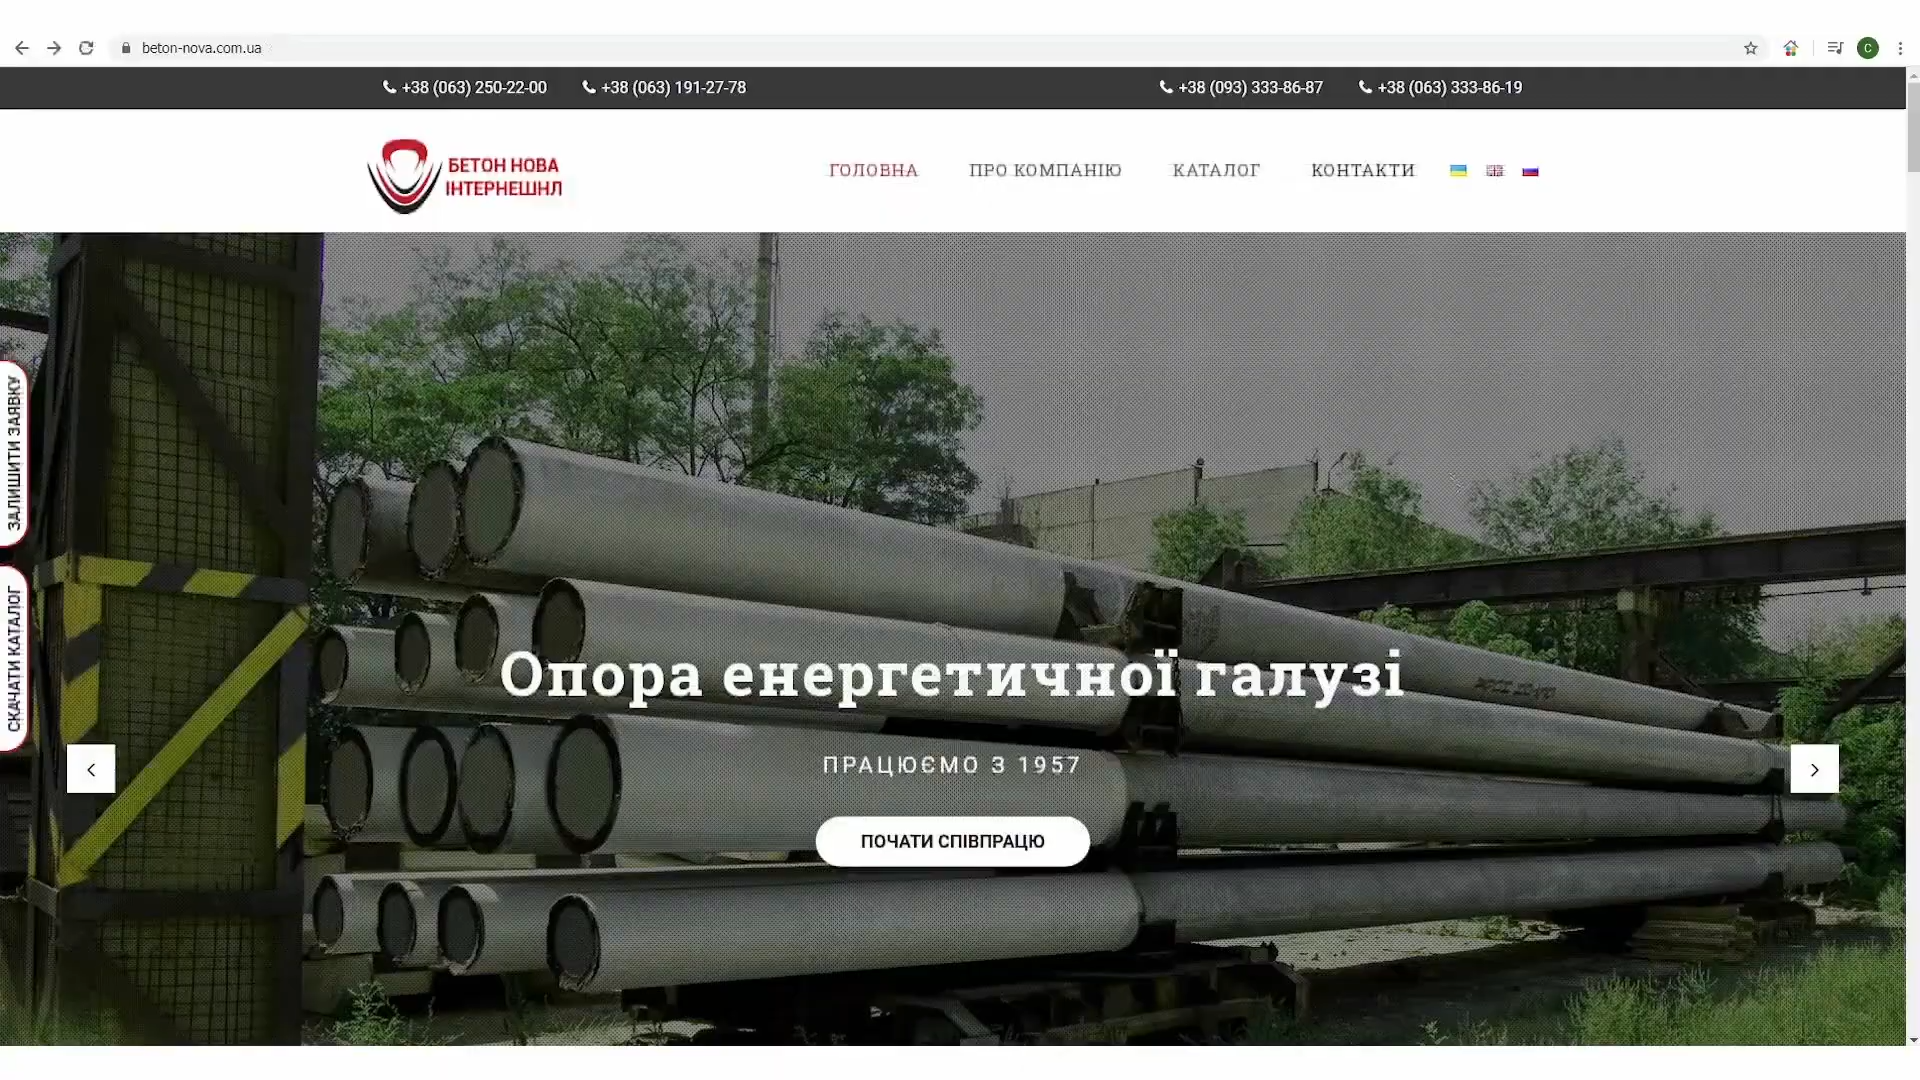 beton-nova.com.ua
C
+38 (063) 250-22-00 +38 (063) 191-27-78 +38 (093) 333-86-87 +38 (063) 333-86-19
БЕТОН НОВА
ІНТЕРНЕШНЛ
ГОЛОВНА ПРО КОМПАНІЮ КАТАЛОГ КОНТАКТИ
ЗАЛИШИТИ ЗАЯВКУ
СКАЧАТИ КАТАЛОГ
Опора енергетичної галузі
ПРАЦЮЄМО З 1957
ПОЧАТИ СПІВПРАЦЮ